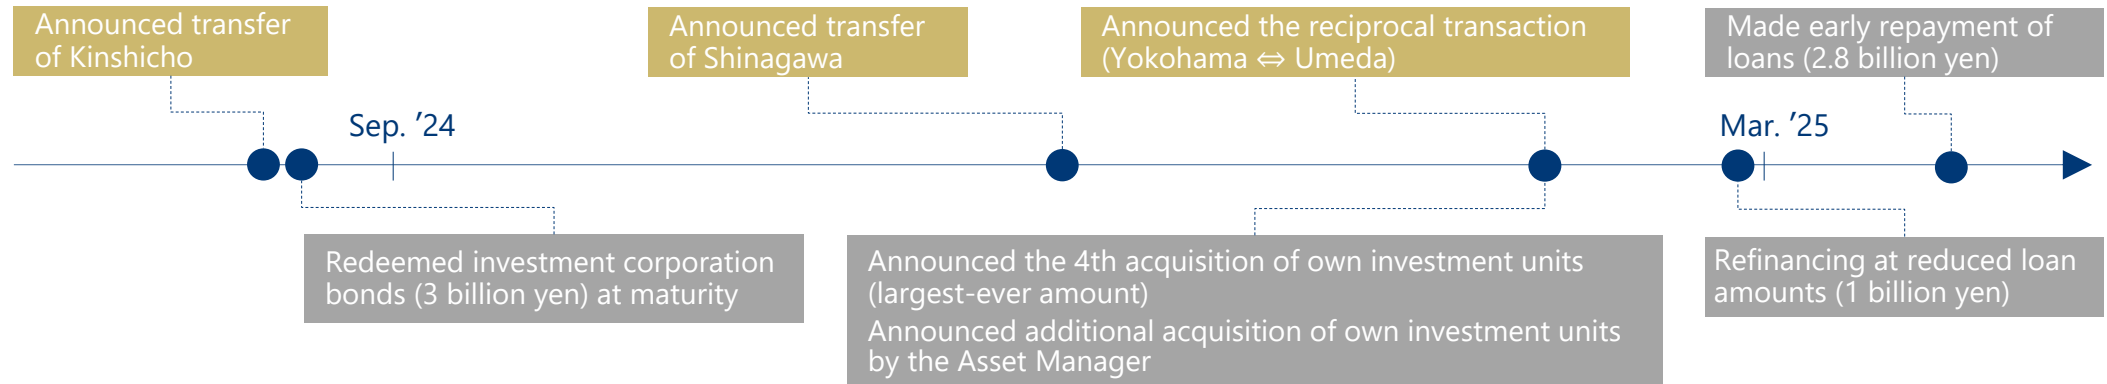 Announced transfer
of Kinshicho
Announced transfer
of Shinagawa
Announced the reciprocal transaction
(Yokohama ⇔ Umeda)
Made early repayment of
loans (2.8 billion yen)
Sep. ’24
Mar. ’25
Redeemed investment corporation
bonds (3 billion yen) at maturity
Announced the 4th acquisition of own investment units
(largest-ever amount)
Announced additional acquisition of own investment units
by the Asset Manager
Refinancing at reduced loan
amounts (1 billion yen)